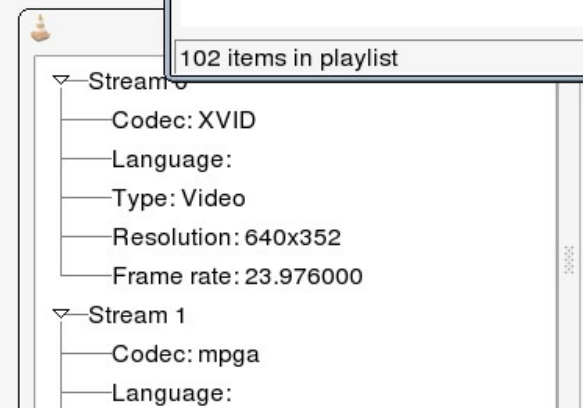 102 items in playlist
Stream 0
Codec: XVID
Language:
Type: Video
Resolution: 640x352
Frame rate: 23.976000
Stream 1
Codec: mpga
Language: